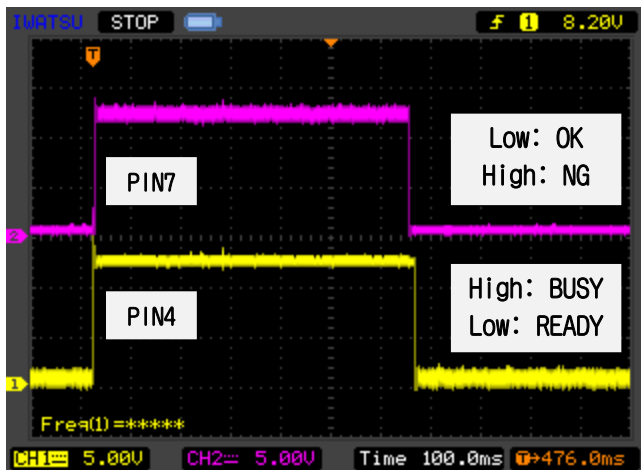 IWATSU STOP 1 8.20V
T
Low: OK
High: NG
PIN7
2
High: BUSY
Low: READY
PIN4
1
Freq(1)=*****
CH1 5.00V CH2 5.00V Time 100.0ms T→476.0ms